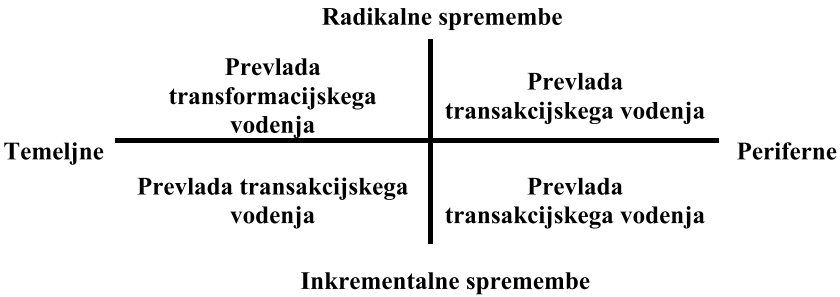 Radikalne spremembe
Prevlada
transformacijskega
vodenja
Prevlada
transakcijskega vodenja
Temeljne
Periferne
Prevlada transakcijskega
vodenja
Prevlada
transakcijskega vodenja
Inkrementalne spremembe